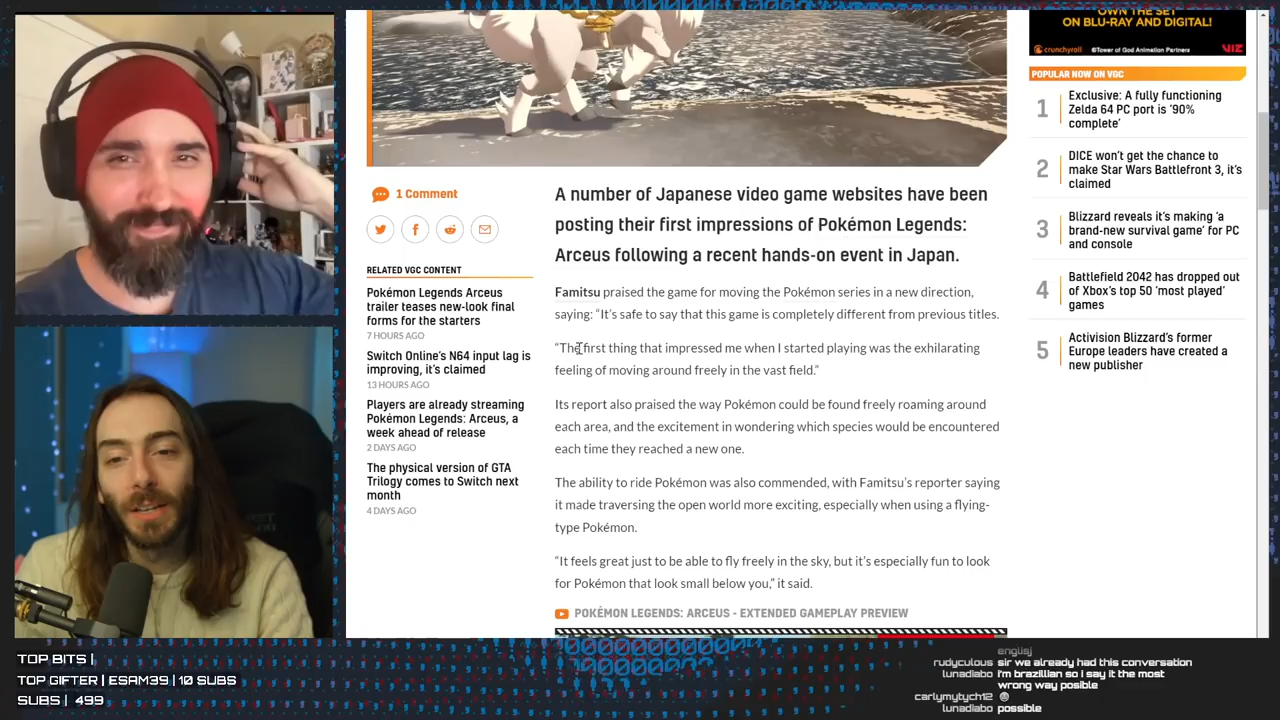 OWN THE SET
ON BLU-RAY AND DIGITAL!
crunchyroll
©Tower of God Animation Partners
VIZ
1 Comment
RELATED VGC CONTENT
Pokémon Legends Arceus
trailer teases new-look final
forms for the starters
7 HOURS AGO
Switch Online's N64 input lag is
improving, it's claimed
13 HOURS AGO
Players are already streaming
Pokémon Legends: Arceus, a
week ahead of release
2 DAYS AGO
The physical version of GTA
Trilogy comes to Switch next
month
4 DAYS AGO
A number of Japanese video game websites have been
posting their first impressions of Pokémon Legends:
Arceus following a recent hands-on event in Japan.
Famitsu praised the game for moving the Pokémon series in a new direction,
saying: “It’s safe to say that this game is completely different from previous titles.
“The first thing that impressed me when I started playing was the exhilarating
feeling of moving around freely in the vast field.”
Its report also praised the way Pokémon could be found freely roaming around
each area, and the excitement in wondering which species would be encountered
each time they reached a new one.
The ability to ride Pokémon was also commended, with Famitsu’s reporter saying
it made traversing the open world more exciting, especially when using a flying-
type Pokémon.
“It feels great just to be able to fly freely in the sky, but it’s especially fun to look
for Pokémon that look small below you,” it said.
POKÉMON LEGENDS: ARCEUS - EXTENDED GAMEPLAY PREVIEW
POPULAR NOW ON VGC
1 Exclusive: A fully functioning
Zelda 64 PC port is ‘90%
complete’
2 DICE won’t get the chance to
make Star Wars Battlefront 3, it’s
claimed
3 Blizzard reveals it’s making ‘a
brand-new survival game’ for PC
and console
4 Battlefield 2042 has dropped out
of Xbox’s top 50 ‘most played’
games
5 Activision Blizzard’s former
Europe leaders have created a
new publisher
TOP BITS |
TOP GIFTER | ESAM39 | 10 SUBS
SUBS | 499
englisj
rudyculous sir we already had this conversation
lunadiabo I'm brazillian so i say it the most
wrong way posible
carlymytych12
lunadiabo possible